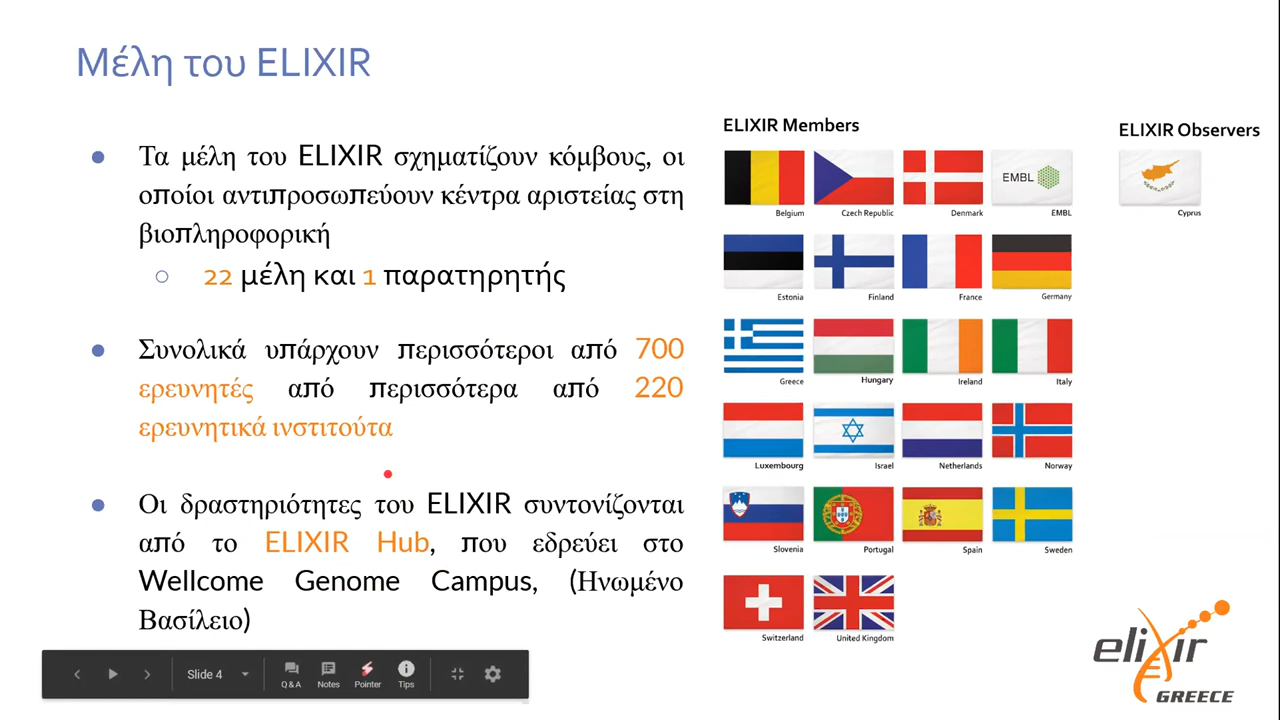 Μέλη του ELIXIR
Τα μέλη του ELIXIR σχηματίζουν κόμβους, οι
οποίοι αντιπροσωπεύουν κέντρα αριστείας στη
βιοπληροφορική
22 μέλη και 1 παρατηρητής
Συνολικά υπάρχουν περισσότεροι από 700
ερευνητές από περισσότερα από 220
ερευνητικά ινστιτούτα
Οι δραστηριότητες του ELIXIR συντονίζονται
από το ELIXIR Hub, που εδρεύει στο
Wellcome Genome Campus, (Ηνωμένο
Βασίλειο)
ELIXIR Members
EMBL
Belgium Czech Republic Denmark EMBL
Estonia Finland France Germany
Greece Hungary Ireland Italy
Luxembourg Israel Netherlands Norway
Slovenia Portugal Spain Sweden
Switzerland United Kingdom
ELIXIR Observers
Cyprus
Slide 4
Q & A Notes Pointer Tips
elixir
GREECE